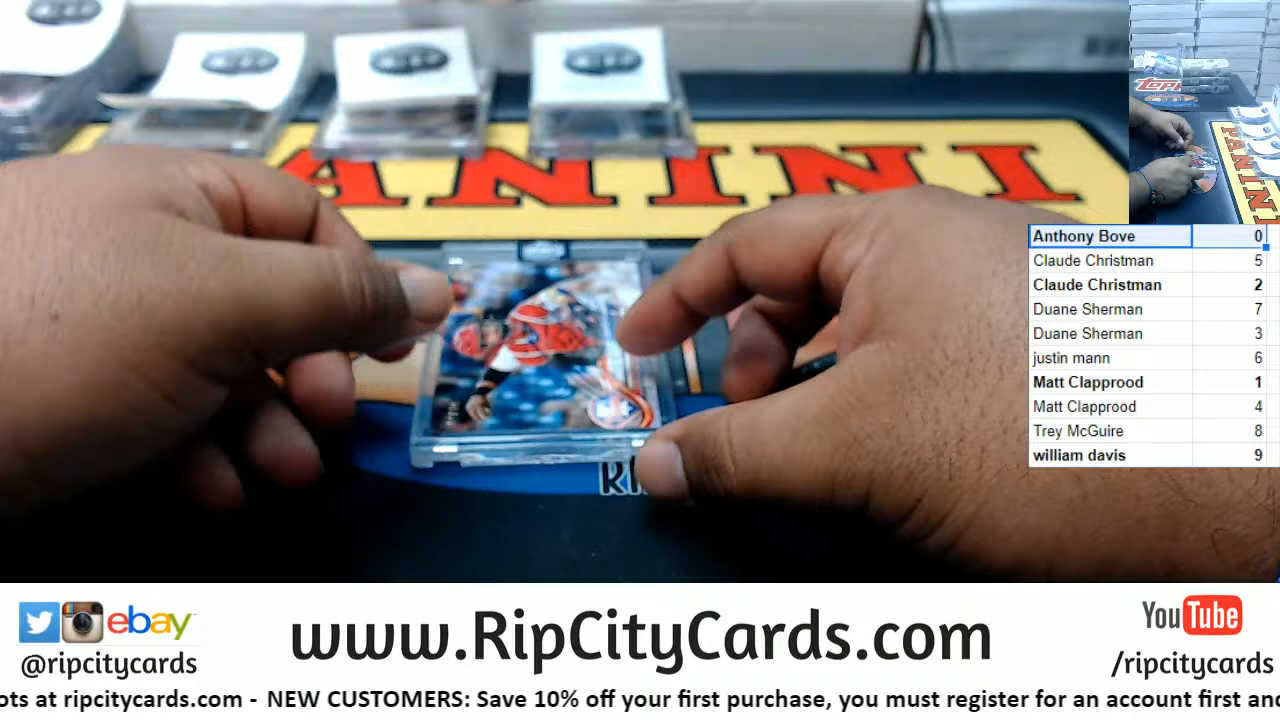 PANINI
TOPPS
PANINI
Anthony Bove 0
Claude Christman 5
Claude Christman 2
Duane Sherman 7
Duane Sherman 3
justin mann 6
Matt Clapprood 1
Matt Clapprood 4
Trey McGuire 8
william davis 9
ebay
@ripcitycards
www.RipCityCards.com
YouTube
/ripcitycards
ots at ripcitycards.com - NEW CUSTOMERS: Save 10% off your first purchase, you must register for an account first and